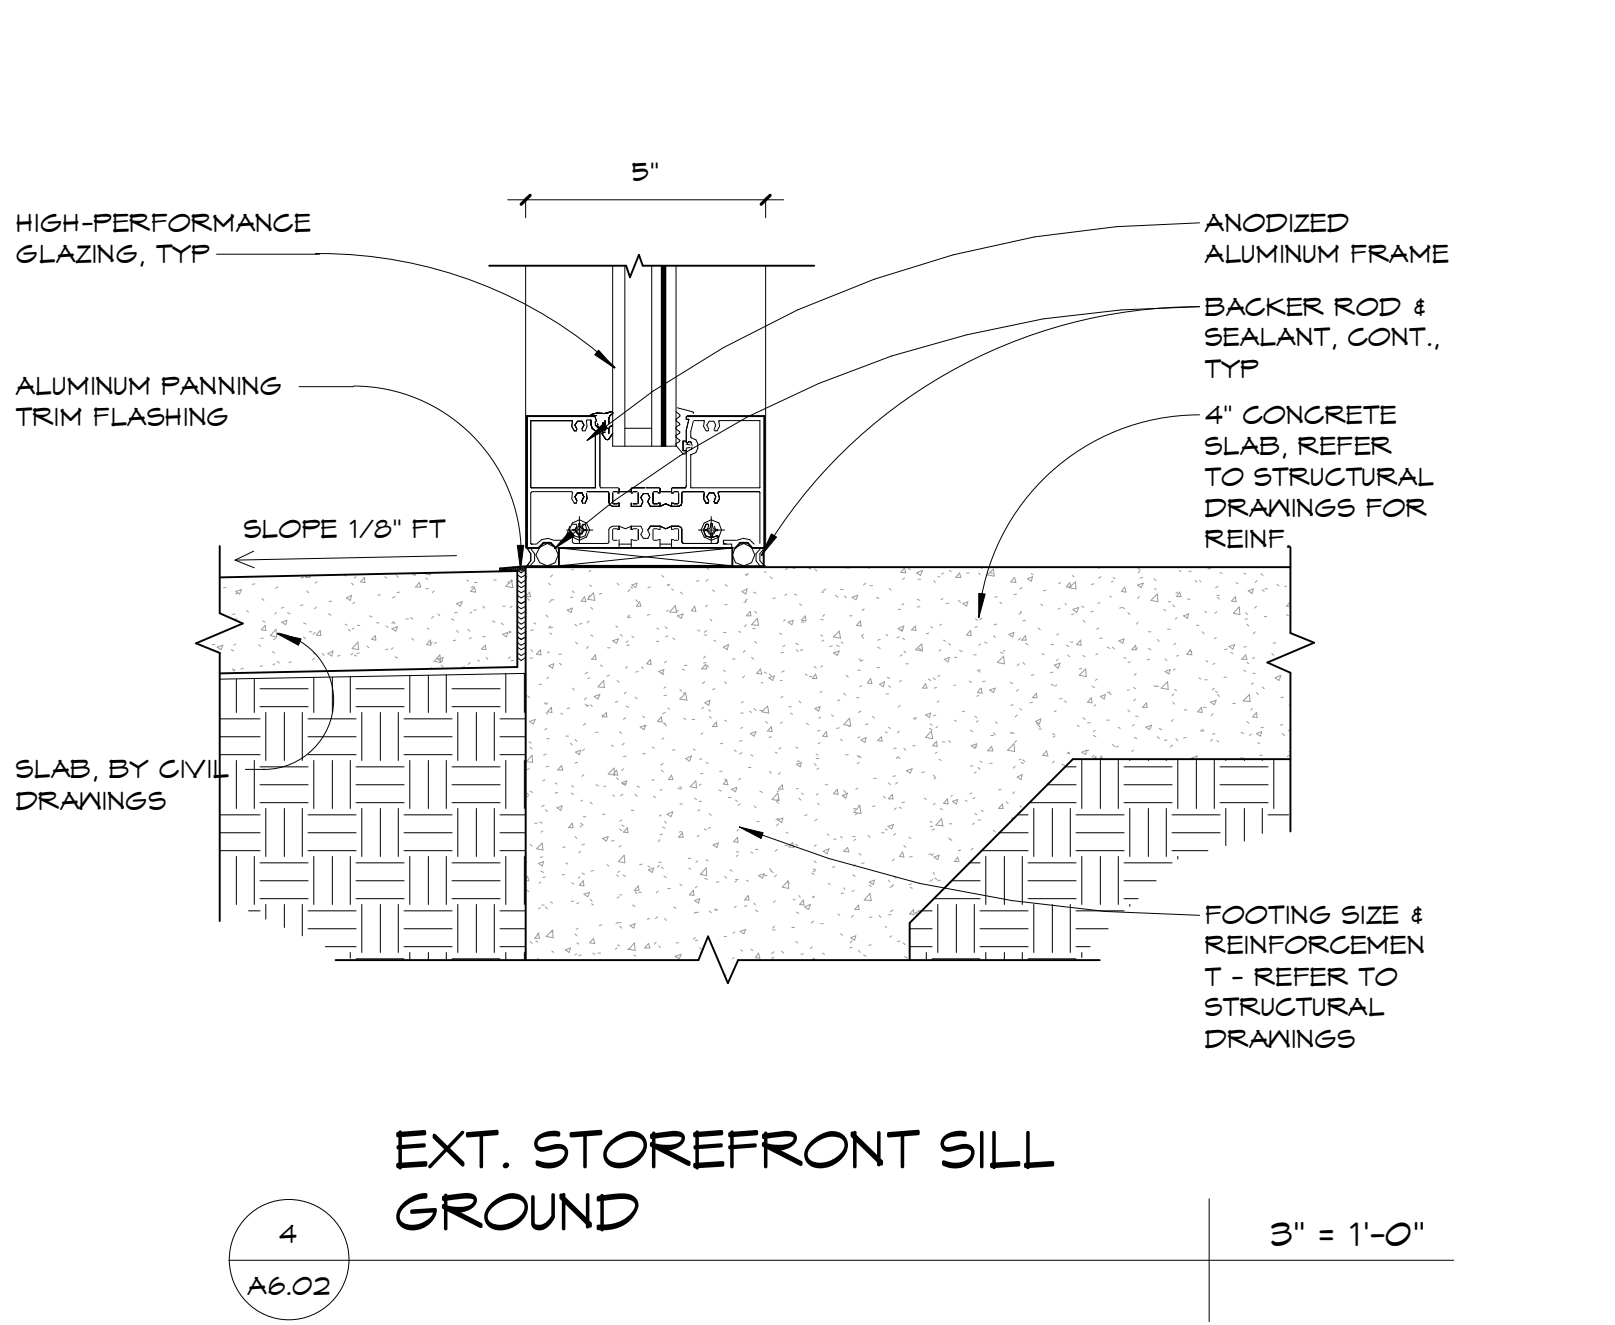 5"
HIGH-PERFORMANCE
GLAZING, TYP
ALUMINUM PANNING
TRIM FLASHING
SLOPE 1/8" FT
SLAB, BY CIVIL
DRAWINGS
ANODIZED
ALUMINUM FRAME
BACKER ROD &
SEALANT, CONT.,
TYP
4" CONCRETE
SLAB, REFER
TO STRUCTURAL
DRAWINGS FOR
REINF.
FOOTING SIZE &
REINFORCEMEN
T - REFER TO
STRUCTURAL
DRAWINGS
EXT. STOREFRONT SILL
GROUND
4
A6.02
3" = 1'-0"